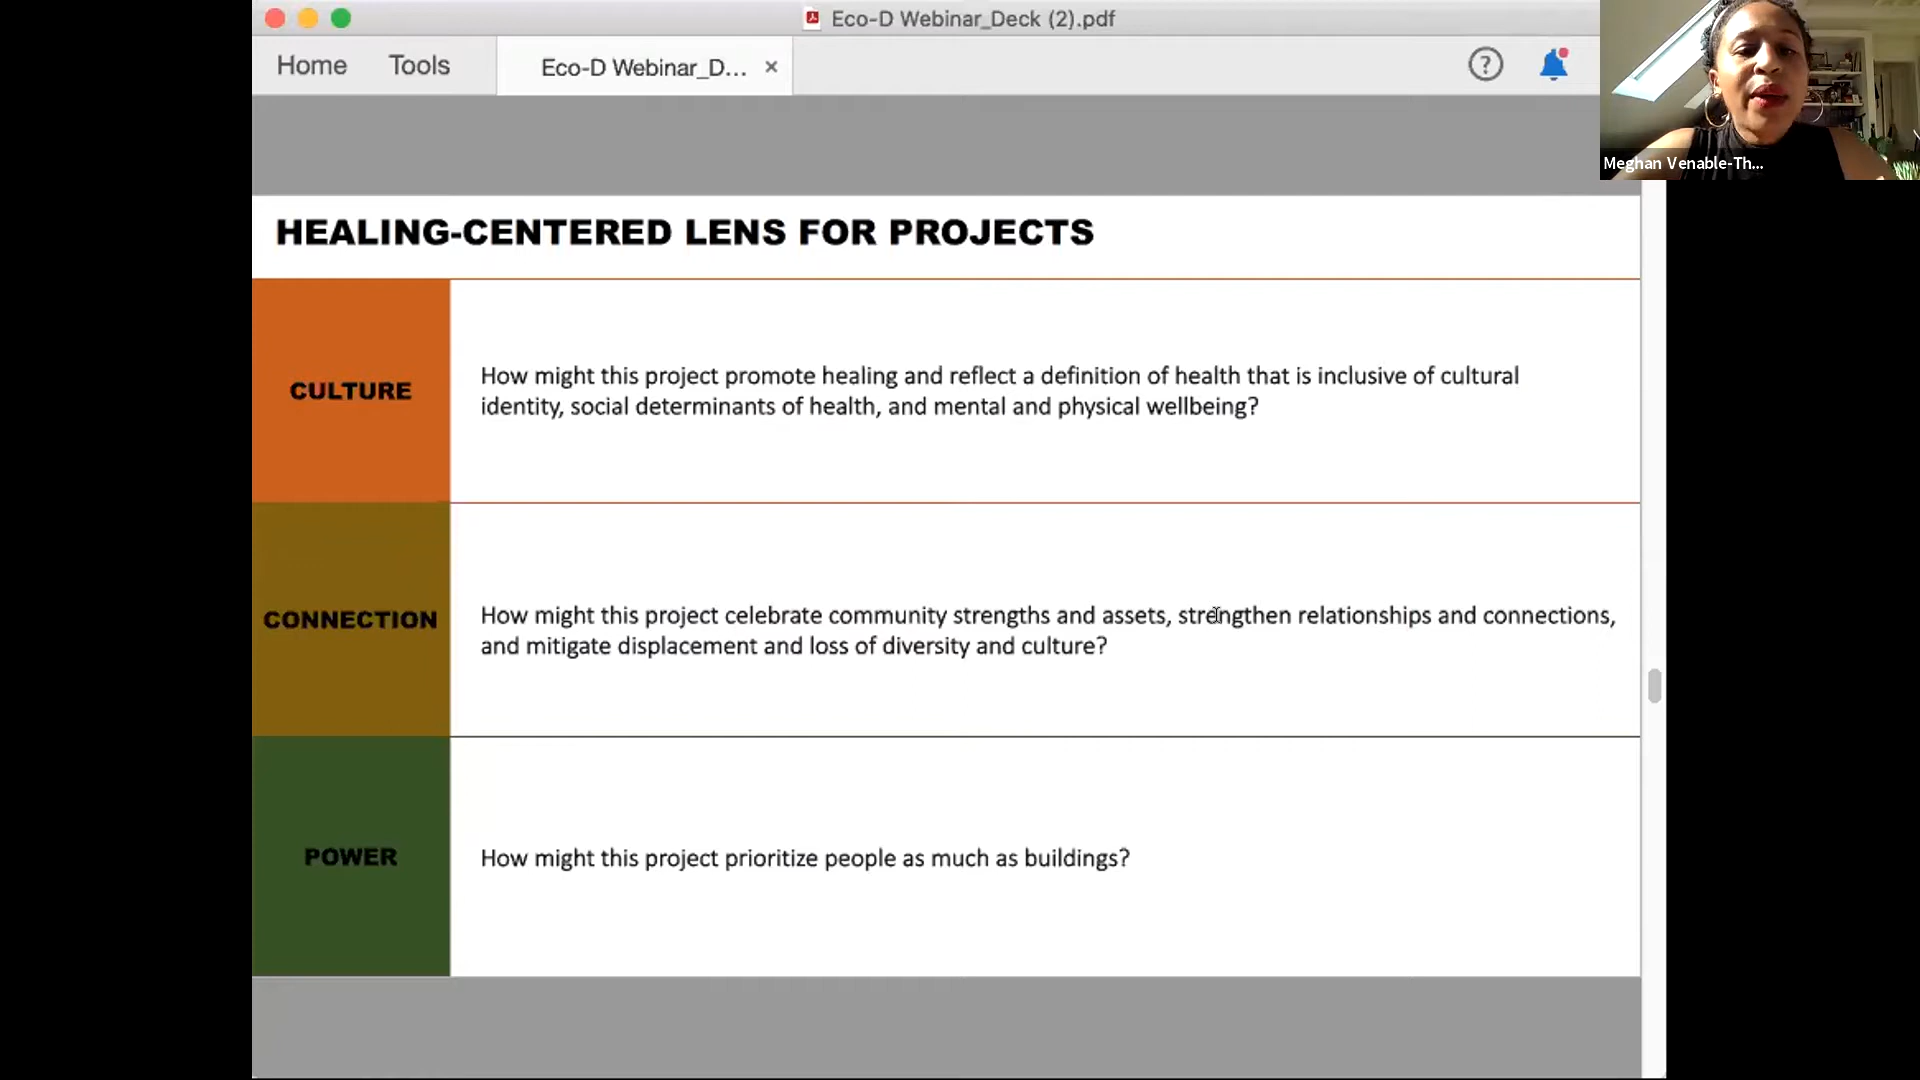 Eco-D Webinar_Deck (2).pdf
Home Tools Eco-D Webinar_D... ×
?
Meghan Venable-Th...
HEALING-CENTERED LENS FOR PROJECTS
CULTURE
How might this project promote healing and reflect a definition of health that is inclusive of cultural
identity, social determinants of health, and mental and physical wellbeing?
CONNECTION
How might this project celebrate community strengths and assets, strengthen relationships and connections,
and mitigate displacement and loss of diversity and culture?
POWER
How might this project prioritize people as much as buildings?